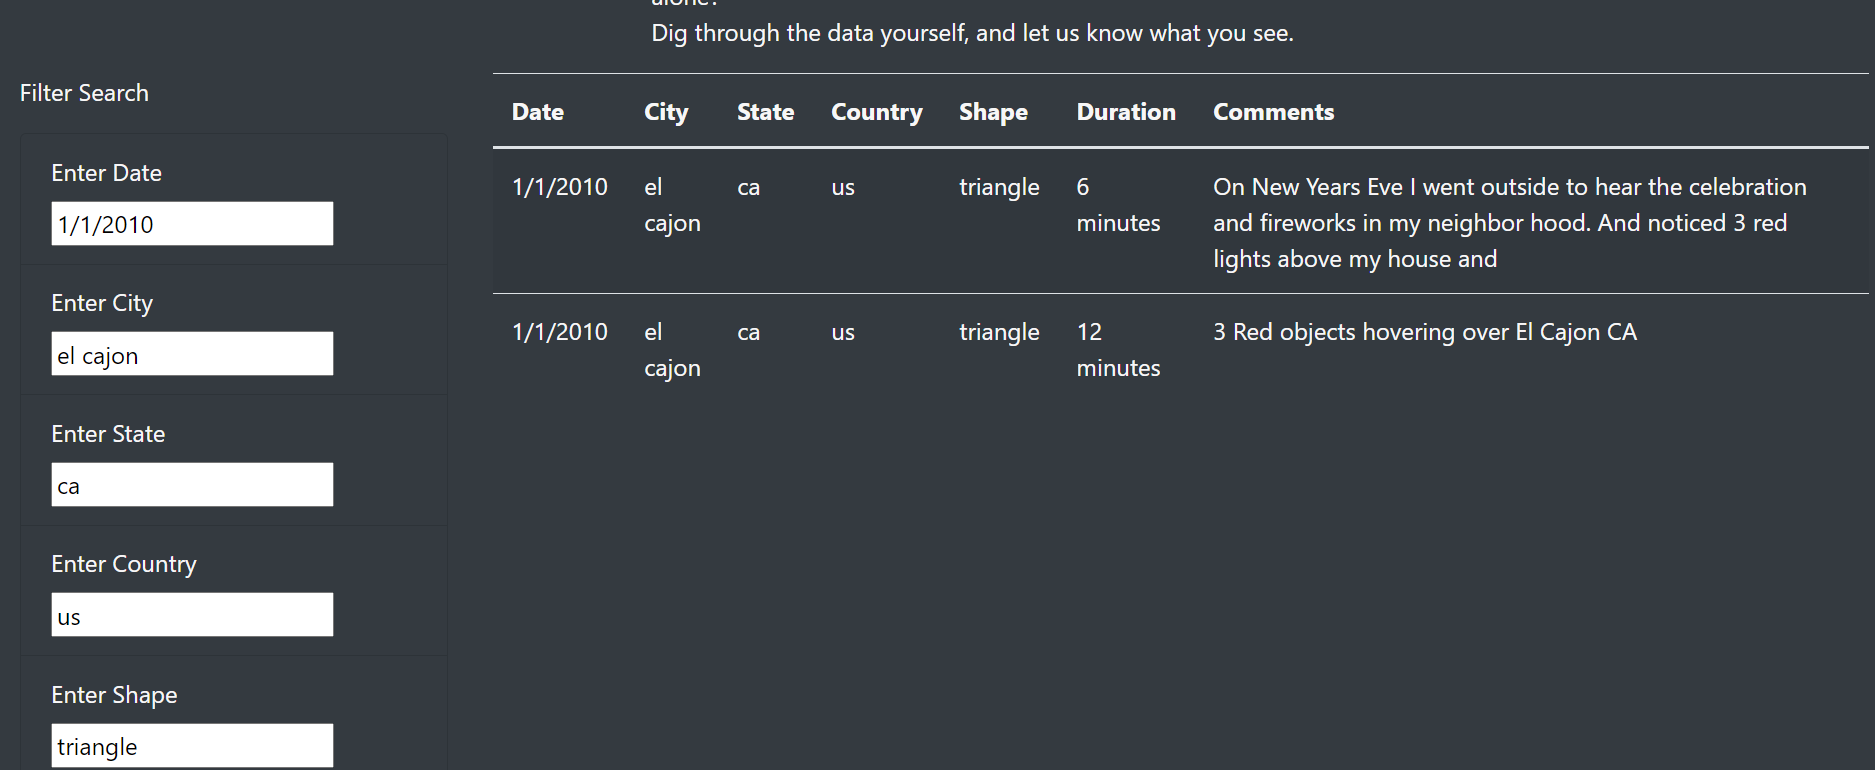 alone?
Dig through the data yourself, and let us know what you see.
Filter Search
Enter Date
1/1/2010
Enter City
el cajon
Enter State
ca
Enter Country
us
Enter Shape
triangle
Date City State Country Shape Duration Comments
1/1/2010 el cajon ca us triangle 6 minutes On New Years Eve I went outside to hear the celebration
and fireworks in my neighbor hood. And noticed 3 red
lights above my house and
1/1/2010 el cajon ca us triangle 12 minutes 3 Red objects hovering over El Cajon CA